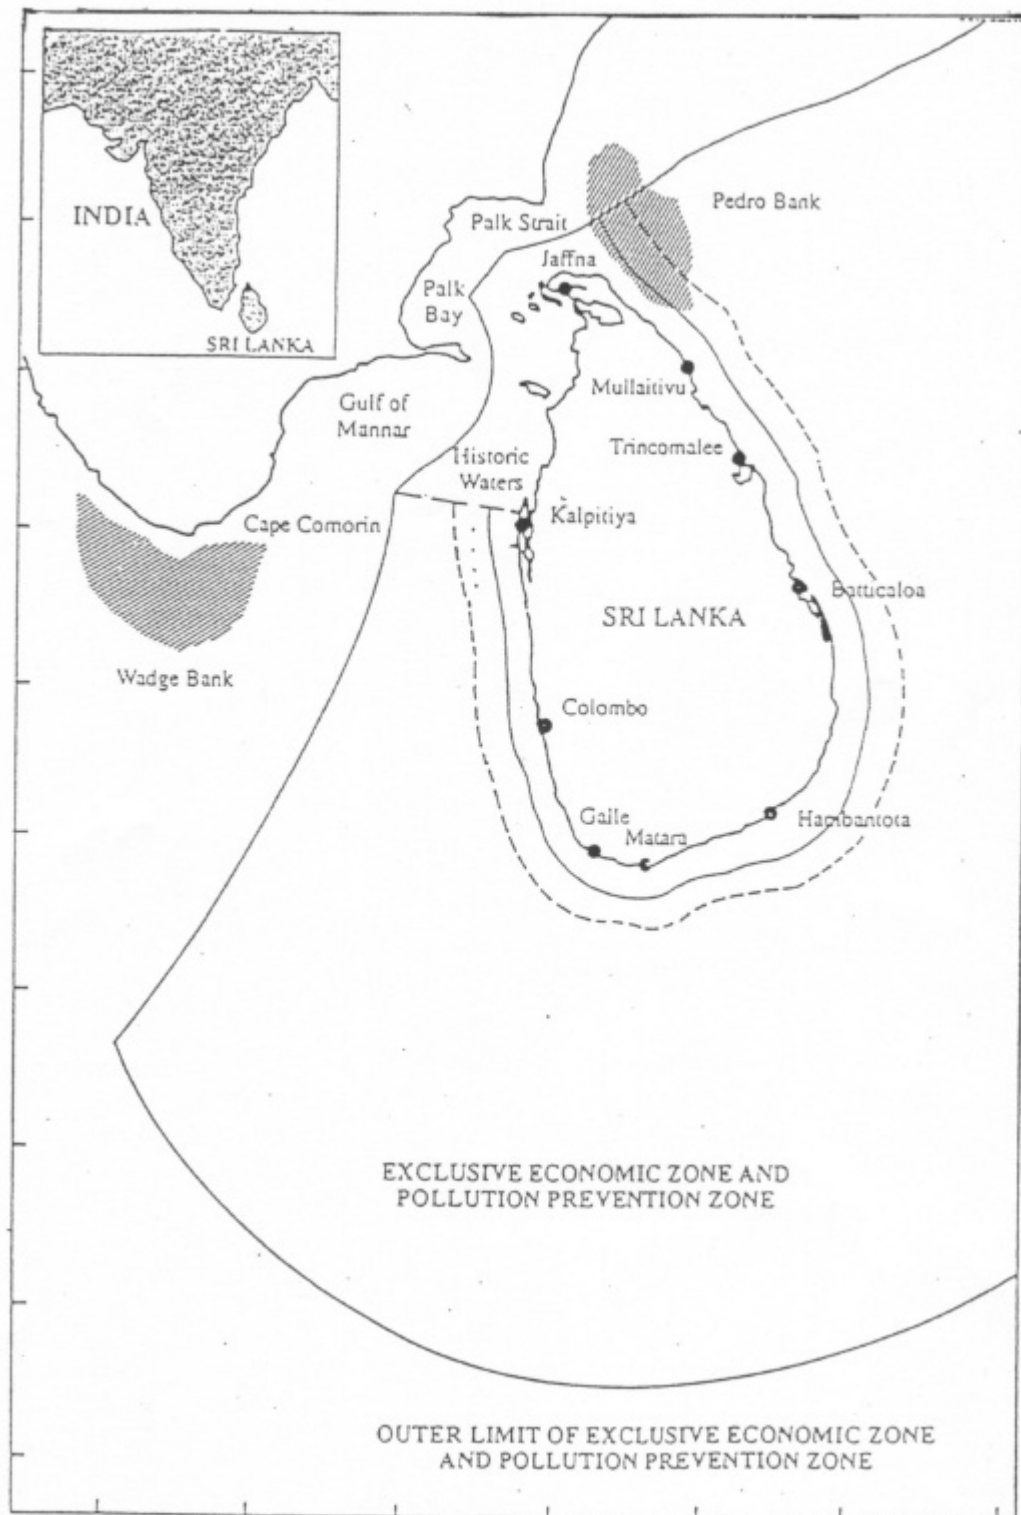 INDIA
SRI LANKA
Pedro Bank
Palk Strait
Jaffna
Palk
Bay
Mullaitivu
Gulf of
Mannar
Trincomalee
Historic
Waters
Kalpitiya
Cape Comorin
Batticaloa
SRI LANKA
Wadge Bank
Colombo
Galle
Matara
Hambantota
EXCLUSIVE ECONOMIC ZONE AND
POLLUTION PREVENTION ZONE
OUTER LIMIT OF EXCLUSIVE ECONOMIC ZONE
AND POLLUTION PREVENTION ZONE